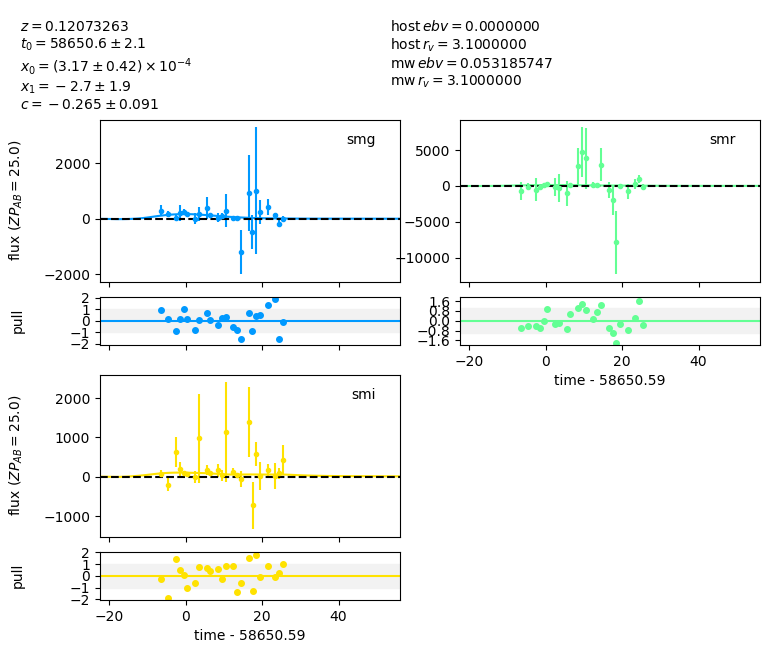 z = 0.12073263
t₀ = 58650.6 ± 2.1
x₀ = (3.17 ± 0.42) × 10⁻⁴
x₁ = −2.7 ± 1.9
c = −0.265 ± 0.091
host ebv = 0.0000000
host r_v = 3.1000000
mw ebv = 0.053185747
mw r_v = 3.1000000
smg
flux (ZP_AB = 25.0)
2000
0
−2000
pull
2
1
0
−1
−2
smr
5000
0
−5000
−10000
1.6
0.8
0.0
−0.8
−1.6
−20 0 20 40
time - 58650.59
smi
flux (ZP_AB = 25.0)
2000
1000
0
−1000
pull
2
1
0
−1
−2
−20 0 20 40
time - 58650.59